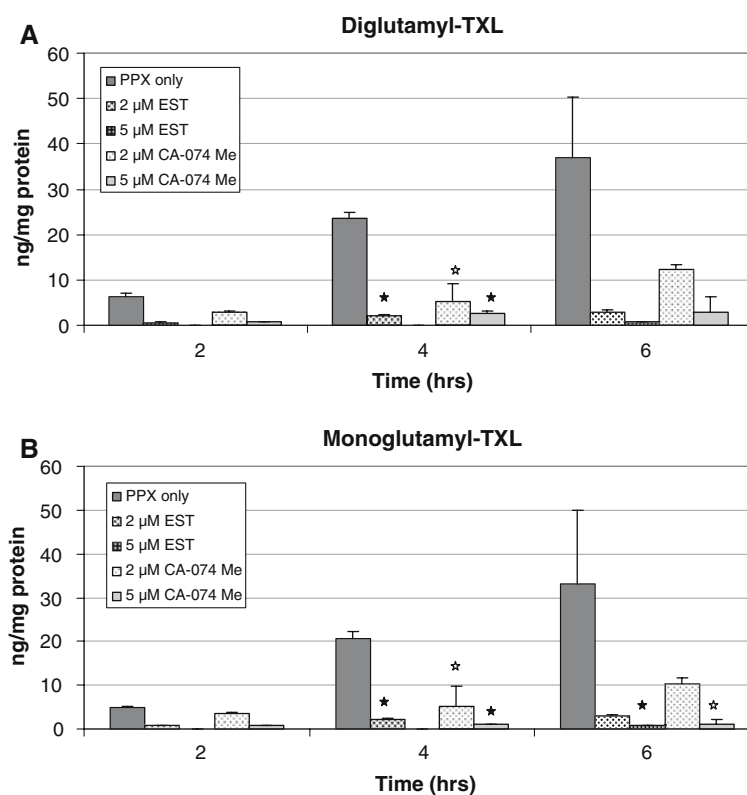 A
Diglutamyl-TXL
60
50
40
30
20
10
0
ng/mg protein
PPX only
2 µM EST
5 µM EST
2 µM CA-074 Me
5 µM CA-074 Me
2
4
6
Time (hrs)
B
Monoglutamyl-TXL
60
50
40
30
20
10
0
ng/mg protein
PPX only
2 µM EST
5 µM EST
2 µM CA-074 Me
5 µM CA-074 Me
2
4
6
Time (hrs)